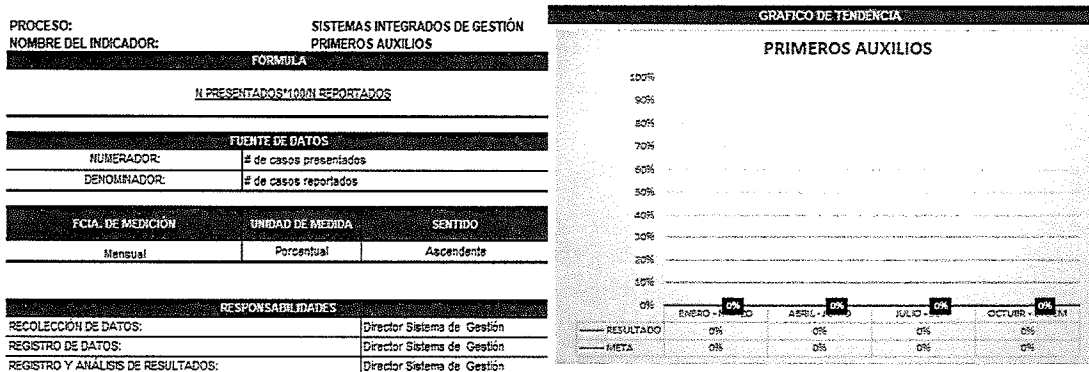 PROCESO: SISTEMAS INTEGRADOS DE GESTIÓN
NOMBRE DEL INDICADOR: PRIMEROS AUXILIOS
FORMULA
N PRESENTADOS*100/N REPORTADOS
FUENTE DE DATOS
NUMERADOR: # de casos presentados
DENOMINADOR: # de casos reportados
FCIA. DE MEDICIÓN UNIDAD DE MEDIDA SENTIDO
Mensual Porcentual Ascendente
RESPONSABILIDADES
RECOLECCIÓN DE DATOS: Director Sistema de Gestión
REGISTRO DE DATOS: Director Sistema de Gestión
REGISTRO Y ANÁLISIS DE RESULTADOS: Director Sistema de Gestión
GRAFICO DE TENDENCIA
PRIMEROS AUXILIOS
100%
90%
80%
70%
60%
50%
40%
30%
20%
10%
0% 0% 0% 0% 0%
ENERO - ABRIL - JULIO -
RESULTADO 0% 0% 0% 0%
META 0% 0% 0% 0%